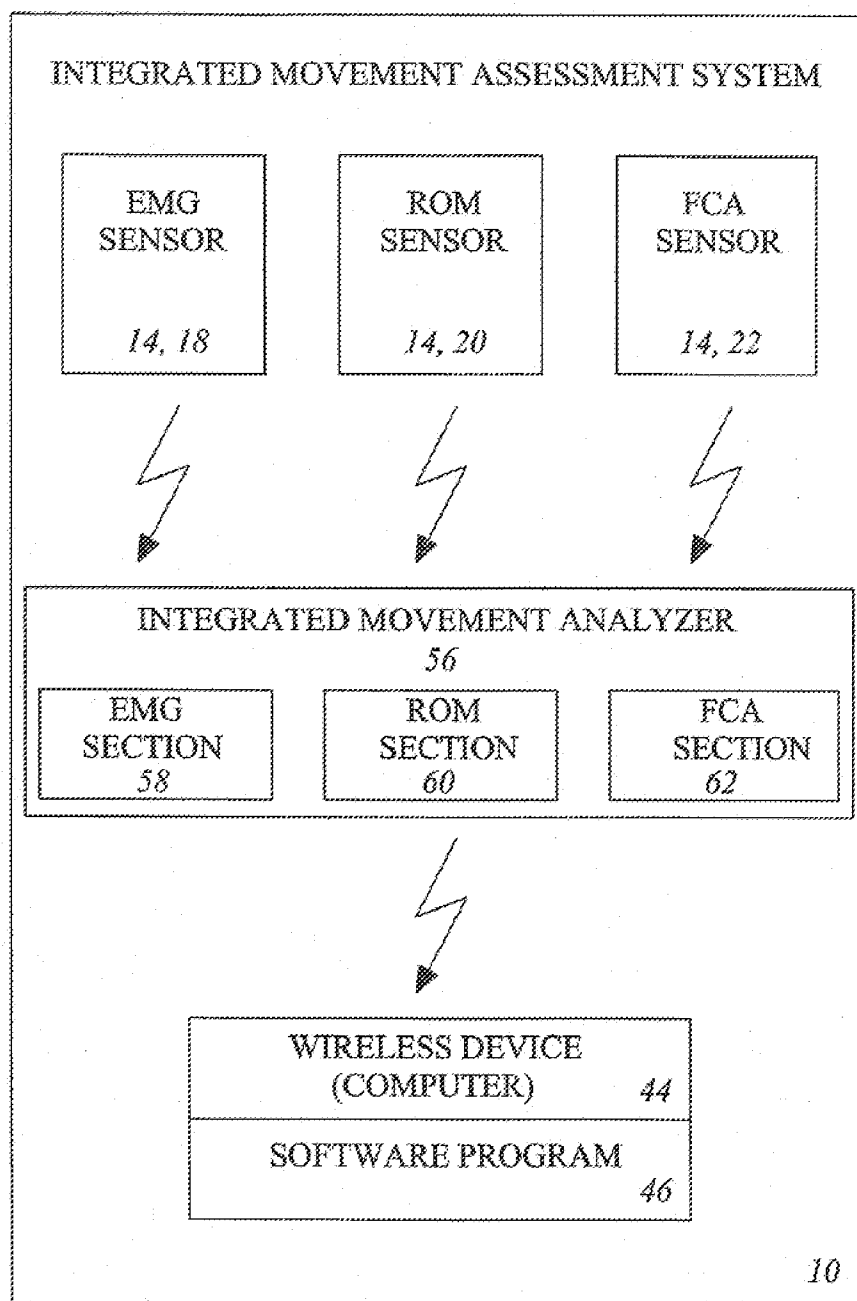 INTEGRATED MOVEMENT ASSESSMENT SYSTEM
EMG
SENSOR
14, 18
ROM
SENSOR
14, 20
FCA
SENSOR
14, 22
INTEGRATED MOVEMENT ANALYZER
56
EMG
SECTION
58
ROM
SECTION
60
FCA
SECTION
62
WIRELESS DEVICE
(COMPUTER)
44
SOFTWARE PROGRAM
46
10